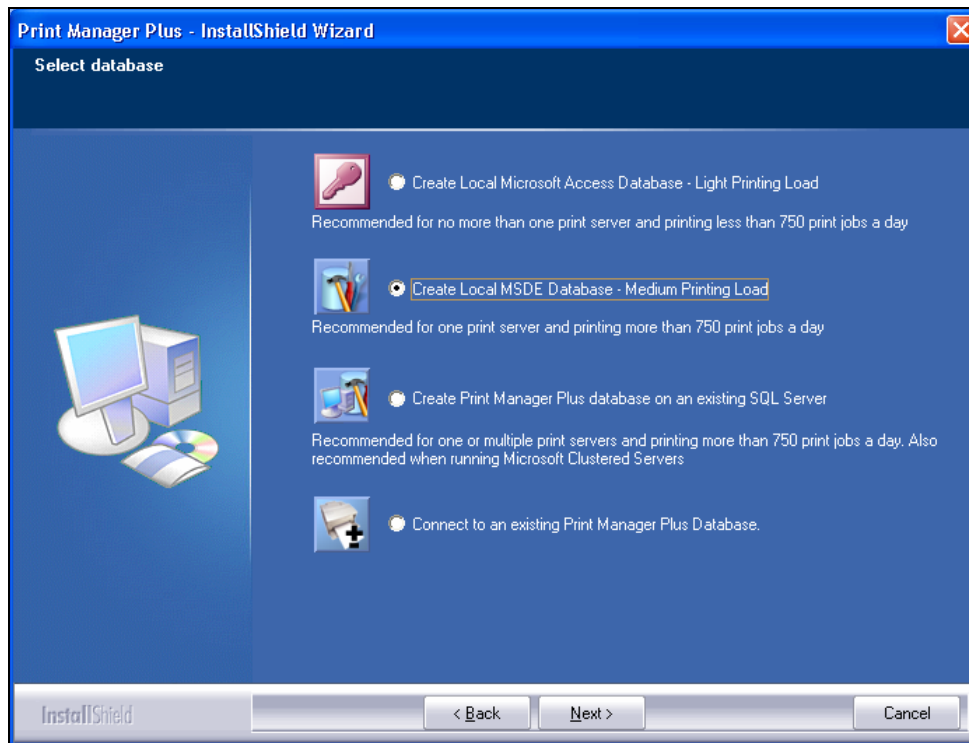 Print Manager Plus - InstallShield Wizard
Select database
Create Local Microsoft Access Database - Light Printing Load
Recommended for no more than one print server and printing less than 750 print jobs a day
Create Local MSDE Database - Medium Printing Load
Recommended for one print server and printing more than 750 print jobs a day
Create Print Manager Plus database on an existing SQL Server
Recommended for one or multiple print servers and printing more than 750 print jobs a day. Also
recommended when running Microsoft Clustered Servers
Connect to an existing Print Manager Plus Database.
InstallShield
< Back
Next >
Cancel